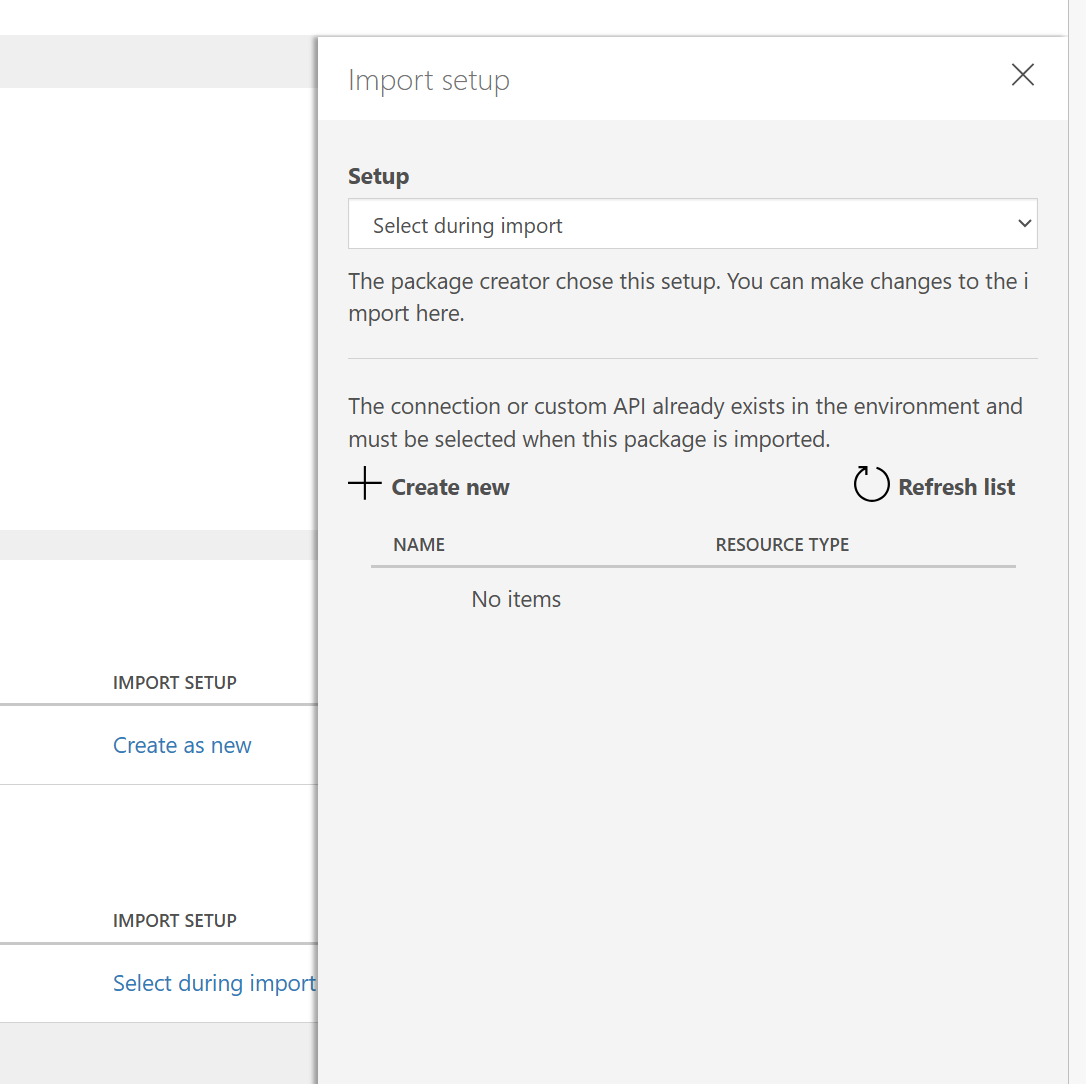 Import setup
Setup
Select during import
The package creator chose this setup. You can make changes to the i
mport here.
The connection or custom API already exists in the environment and
must be selected when this package is imported.
Create new
Refresh list
NAME
RESOURCE TYPE
No items
IMPORT SETUP
Create as new
IMPORT SETUP
Select during import